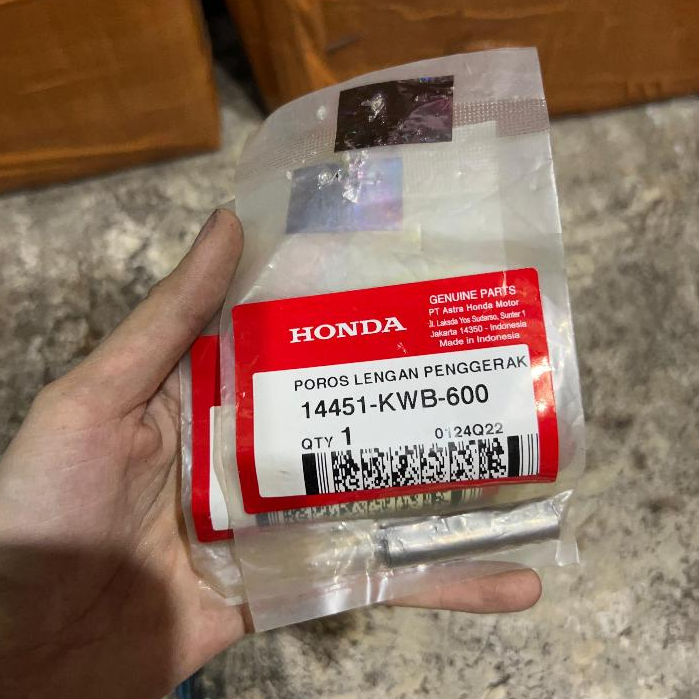 HONDA
GENUINE PARTS
PT Astra Honda Motor
Jl. Laksda Yos Sudarso, Sunter 1
Jakarta 14350 - Indonesia
Made in Indonesia
POROS LENGAN PENGGERAK
14451-KWB-600
QTY 1
0124Q22